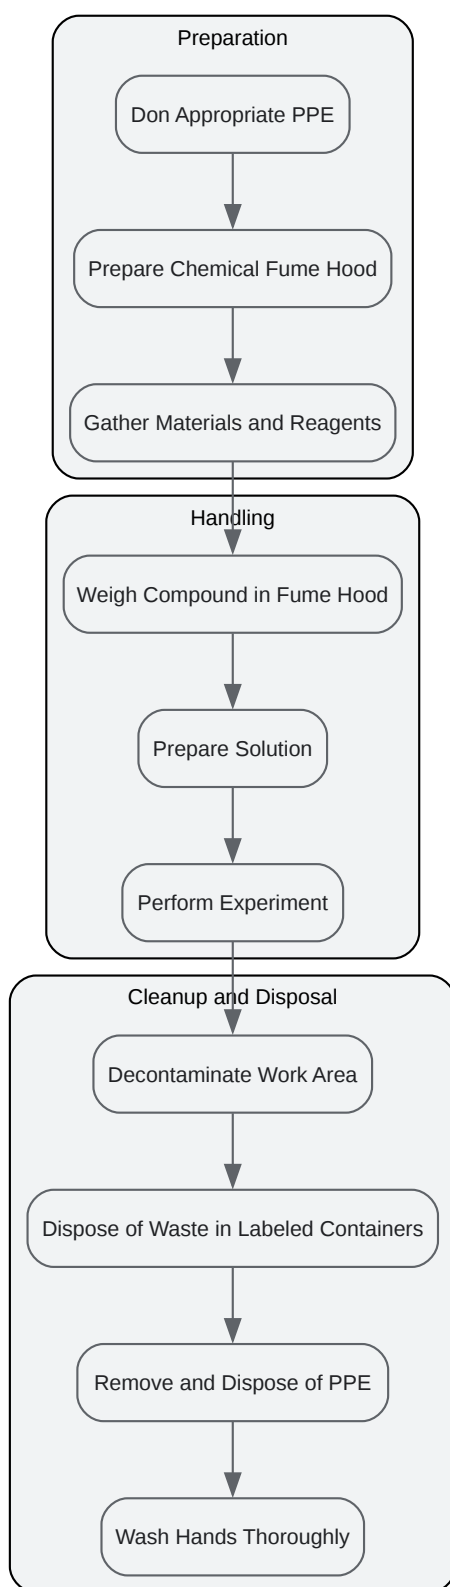 Preparation
Don Appropriate PPE
Prepare Chemical Fume Hood
Gather Materials and Reagents
Handling
Weigh Compound in Fume Hood
Prepare Solution
Perform Experiment
Cleanup and Disposal
Decontaminate Work Area
Dispose of Waste in Labeled Containers
Remove and Dispose of PPE
Wash Hands Thoroughly